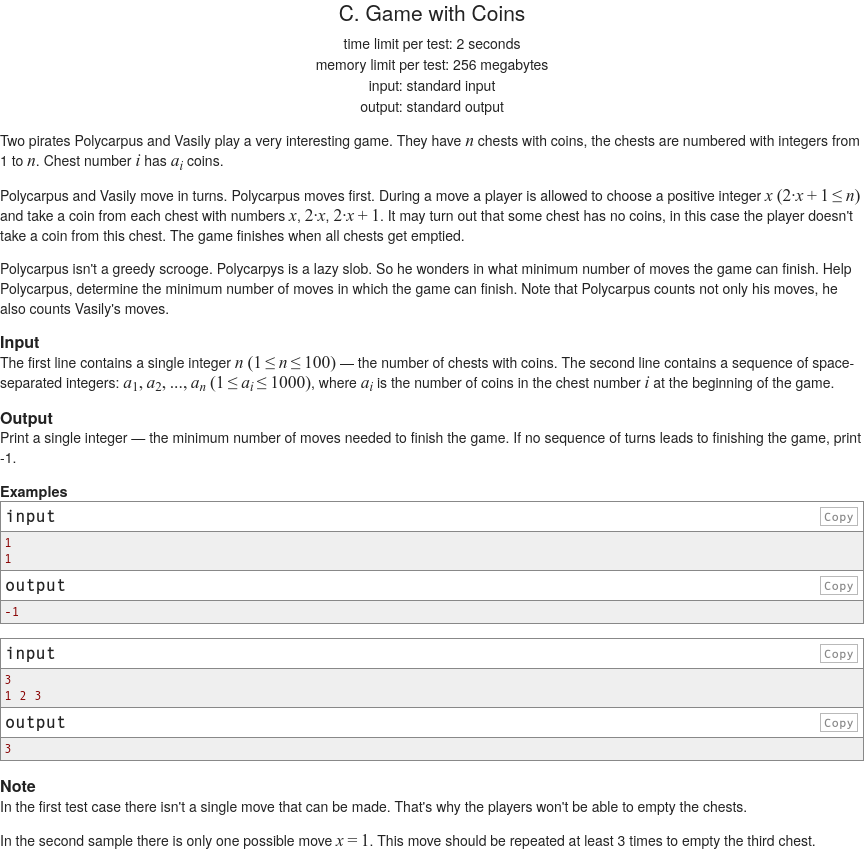 C. Game with Coins
time limit per test: 2 seconds
memory limit per test: 256 megabytes
input: standard input
output: standard output
Two pirates Polycarpus and Vasily play a very interesting game. They have n chests with coins, the chests are numbered with integers from
1 to n. Chest number i has a_i coins.
Polycarpus and Vasily move in turns. Polycarpus moves first. During a move a player is allowed to choose a positive integer x (2·x + 1 ≤ n)
and take a coin from each chest with numbers x, 2·x, 2·x + 1. It may turn out that some chest has no coins, in this case the player doesn't
take a coin from this chest. The game finishes when all chests get emptied.
Polycarpus isn't a greedy scrooge. Polycarpys is a lazy slob. So he wonders in what minimum number of moves the game can finish. Help
Polycarpus, determine the minimum number of moves in which the game can finish. Note that Polycarpus counts not only his moves, he
also counts Vasily's moves.
Input
The first line contains a single integer n (1 ≤ n ≤ 100) — the number of chests with coins. The second line contains a sequence of space-
separated integers: a_1, a_2, ..., a_n (1 ≤ a_i ≤ 1000), where a_i is the number of coins in the chest number i at the beginning of the game.
Output
Print a single integer — the minimum number of moves needed to finish the game. If no sequence of turns leads to finishing the game, print
-1.
Examples
input Copy
1
1
output Copy
-1
input Copy
3
1 2 3
output Copy
3
Note
In the first test case there isn't a single move that can be made. That's why the players won't be able to empty the chests.
In the second sample there is only one possible move x = 1. This move should be repeated at least 3 times to empty the third chest.